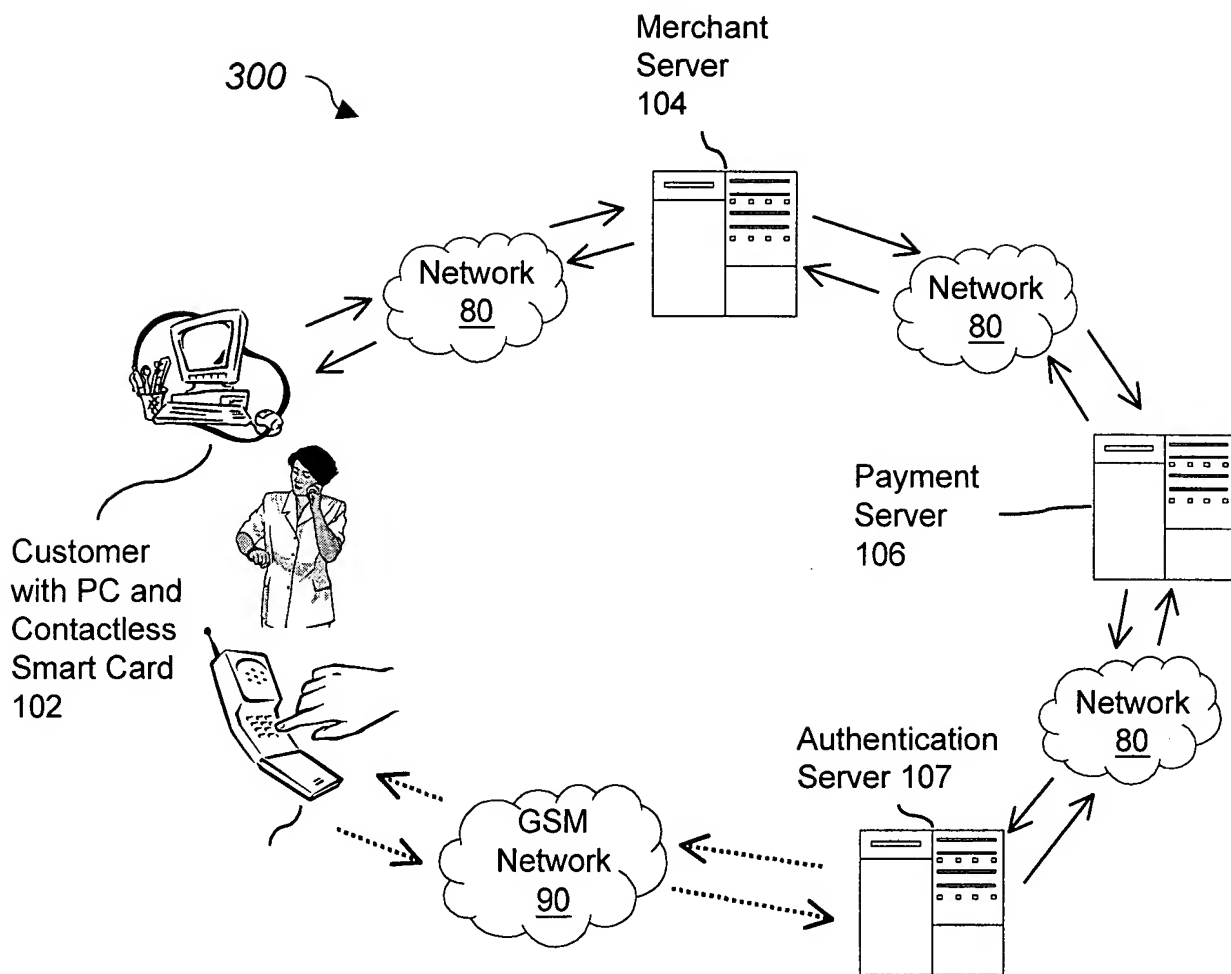 300
Merchant
Server
104
Network
80
Network
80
Payment
Server
106
Customer
with PC and
Contactless
Smart Card
102
Network
80
Authentication
Server 107
GSM
Network
90